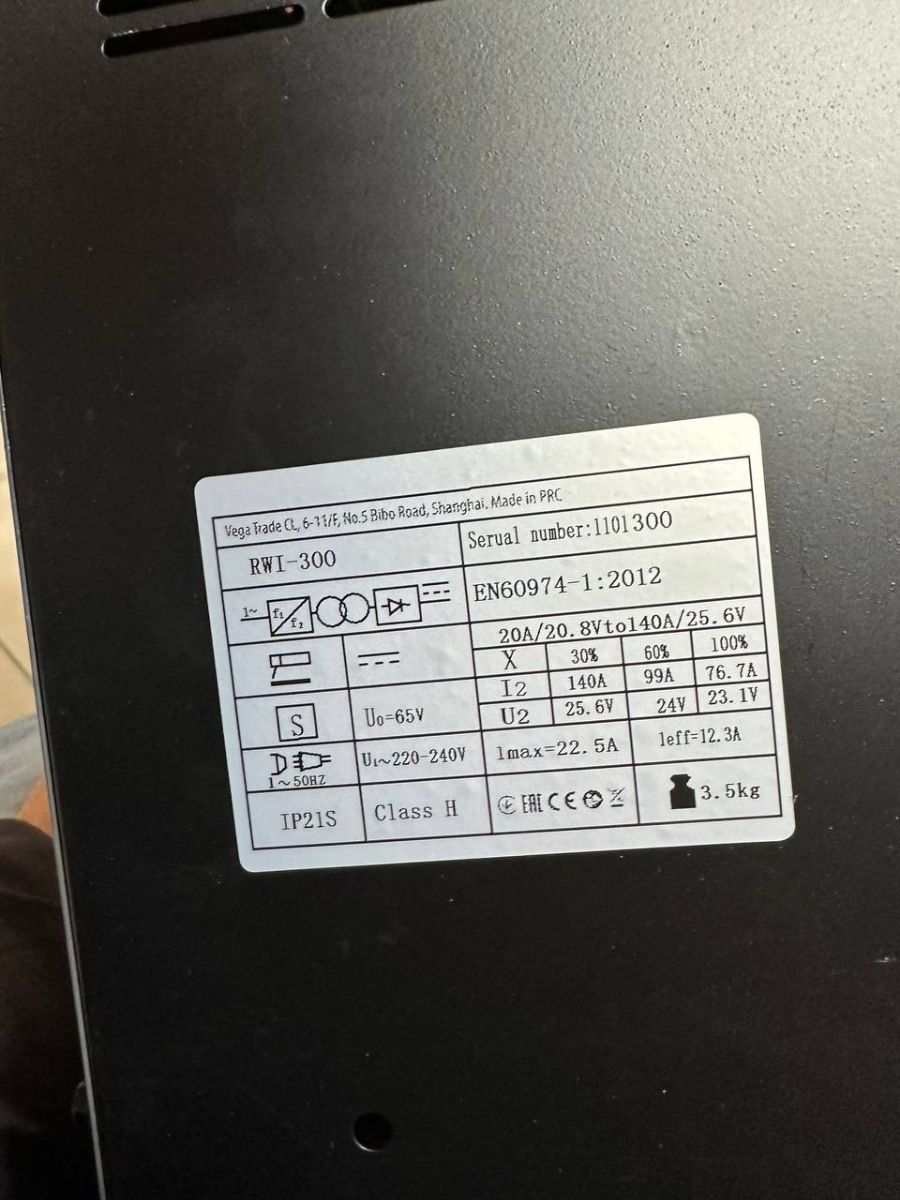 Vega Trade CL, 6-11/F, No.5 Bibo Road, Shanghai, Made in PRC
RWI-300
Serual number:1101300
1~ f₁ f₂
EN60974-1:2012
20A/20.8Vto140A/25.6V
X 30% 60% 100%
I2 140A 99A 76.7A
U2 25.6V 24V 23.1V
S U₀=65V
1~50HZ U₁~220-240V 1max=22.5A 1eff=12.3A
IP21S Class H EAC CE 3.5kg